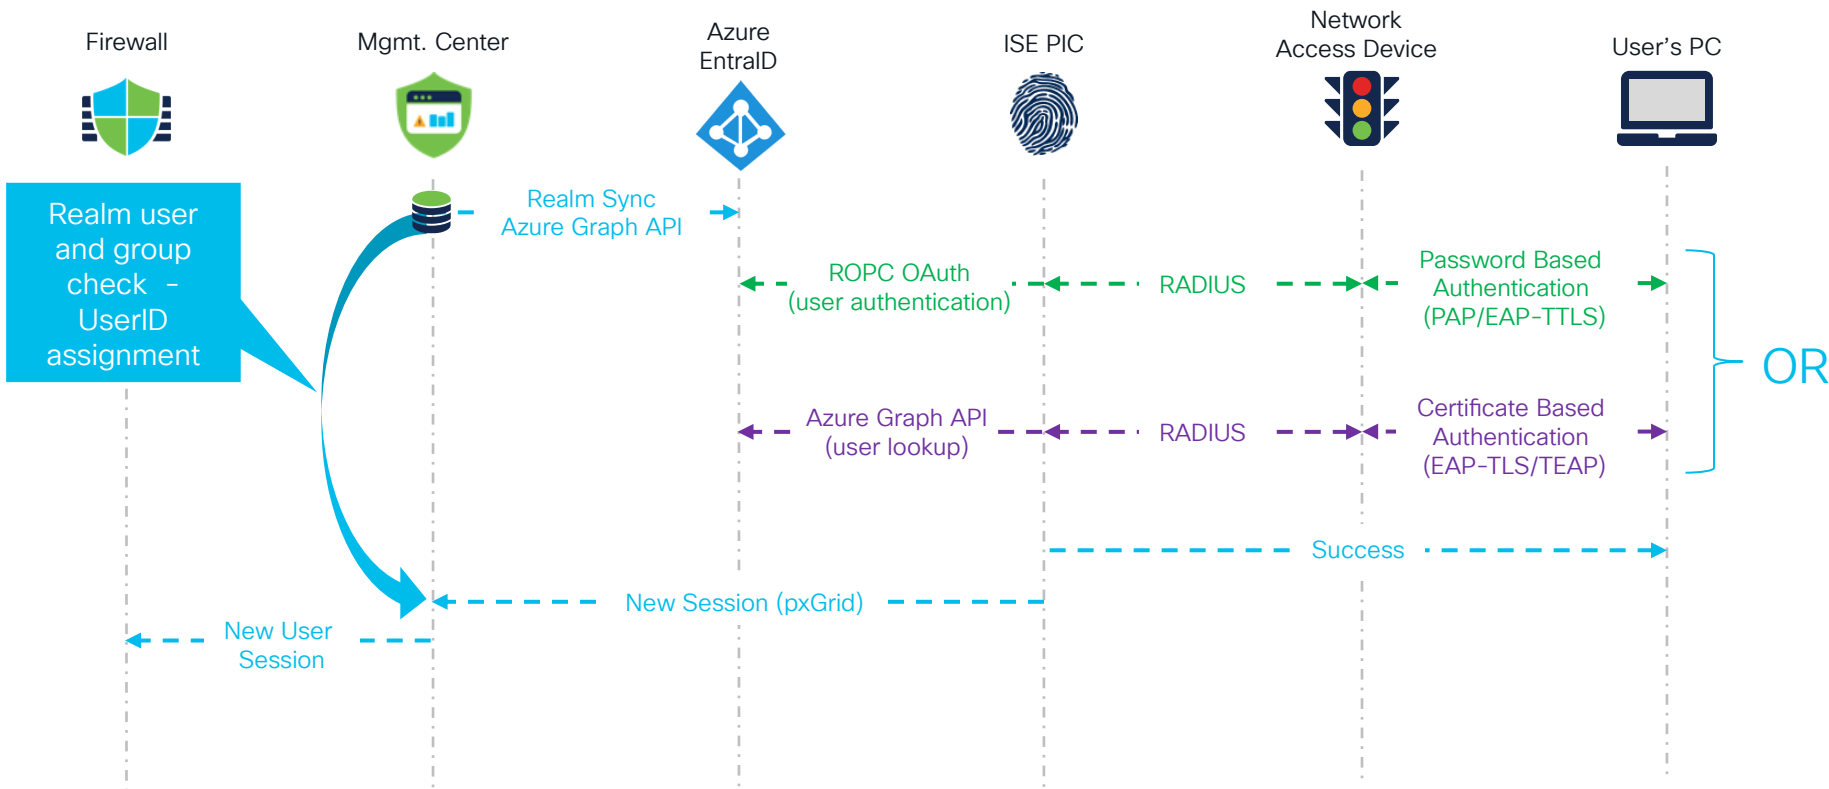 Firewall
Mgmt. Center
Azure
EntraID
ISE PIC
Network
Access Device
User's PC
Realm user
and group
check -
UserID
assignment
Realm Sync
Azure Graph API
ROPC OAuth
(user authentication)
RADIUS
Password Based
Authentication
(PAP/EAP-TTLS)
OR
Azure Graph API
(user lookup)
RADIUS
Certificate Based
Authentication
(EAP-TLS/TEAP)
Success
New Session (pxGrid)
New User
Session